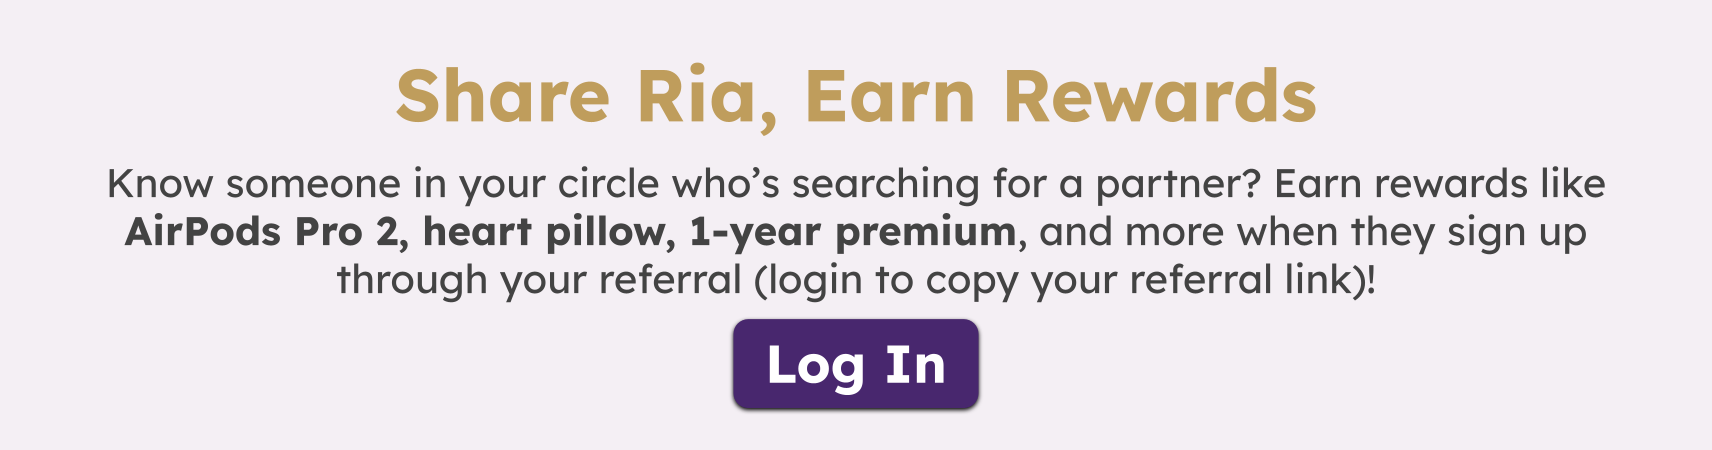 Share Ria, Earn Rewards
Know someone in your circle who’s searching for a partner? Earn rewards like
AirPods Pro 2, heart pillow, 1-year premium, and more when they sign up
through your referral (login to copy your referral link)!
Log In